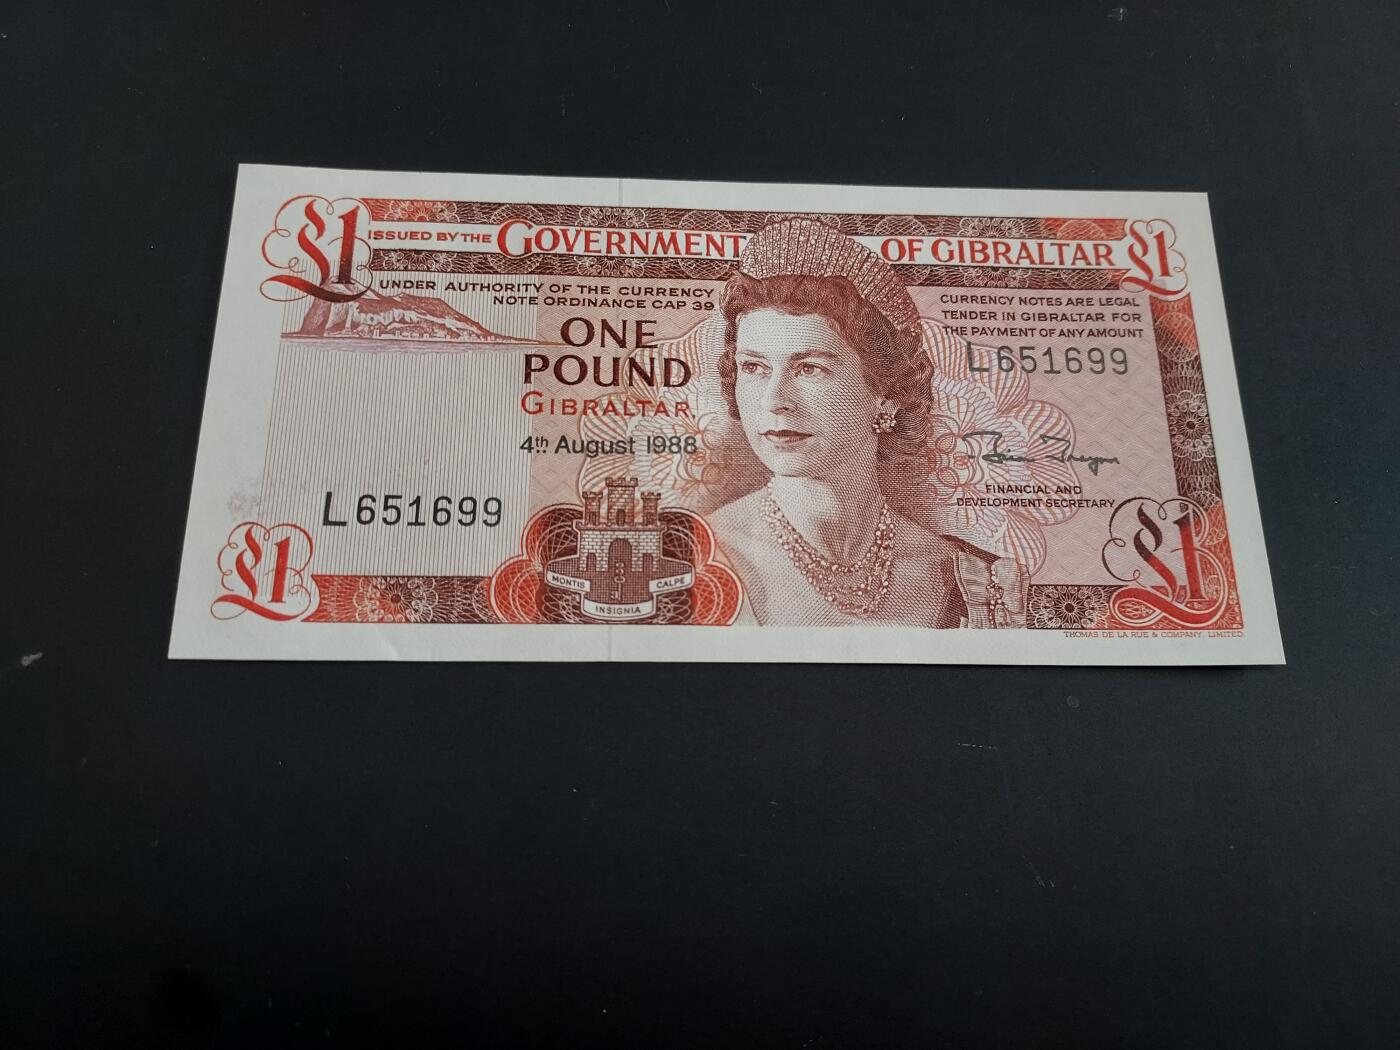 £1
ISSUED BY THE GOVERNMENT OF GIBRALTAR
£1
UNDER AUTHORITY OF THE CURRENCY
NOTE ORDINANCE CAP 39
CURRENCY NOTES ARE LEGAL
TENDER IN GIBRALTAR FOR
THE PAYMENT OF ANY AMOUNT
ONE
POUND
GIBRALTAR
L651699
4th August 1988
L651699
FINANCIAL AND
DEVELOPMENT SECRETARY
£1
MONTIS
INSIGNIA
CALPE
£1
THOMAS DE LA RUE & COMPANY, LIMITED